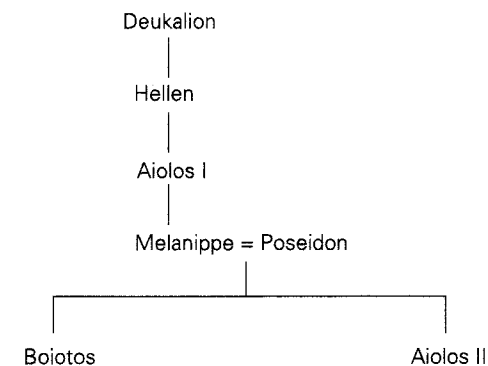 Deukalion
Hellen
Aiolos I
Melanippe = Poseidon
Boiotos Aiolos II